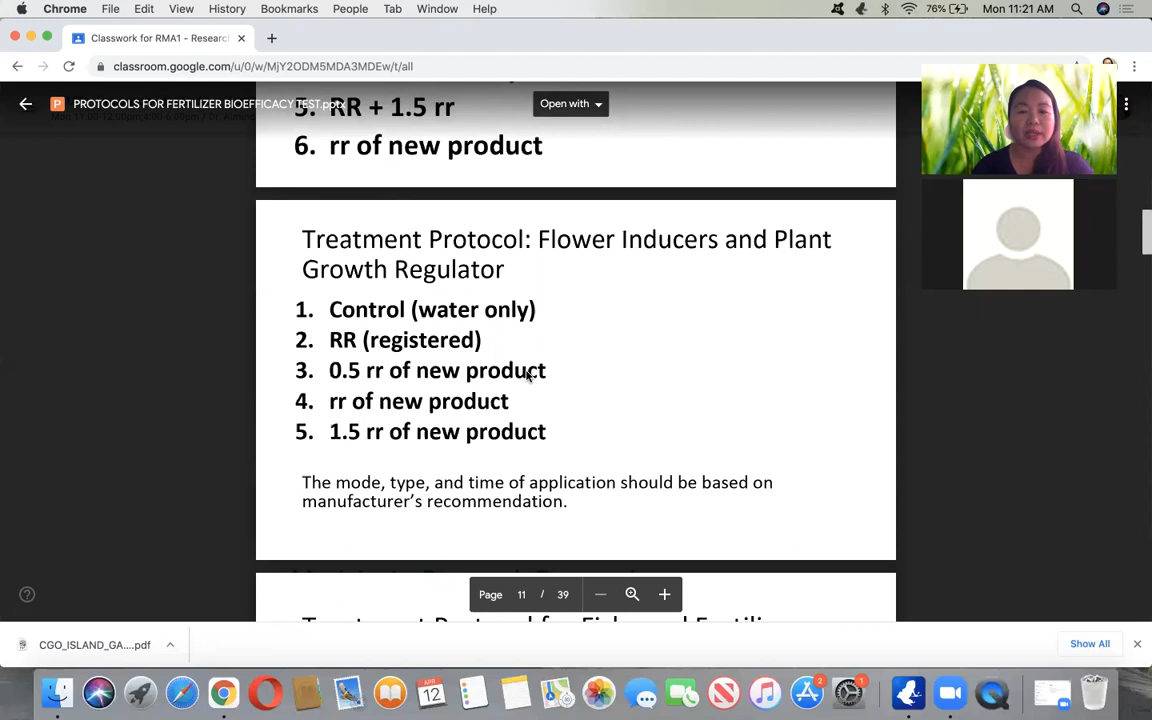 Chrome File Edit View History Bookmarks People Tab Window Help 76% Mon 11:21 AM
Classwork for RMA1 - Researc
classroom.google.com/u/0/w/MjY2ODM5MDA3MDEw/t/all
PROTOCOLS FOR FERTILIZER BIOEFFICACY TEST.pptx
Open with
5. RR + 1.5 rr
6. rr of new product
Treatment Protocol: Flower Inducers and Plant
Growth Regulator
1. Control (water only)
2. RR (registered)
3. 0.5 rr of new product
4. rr of new product
5. 1.5 rr of new product
The mode, type, and time of application should be based on
manufacturer's recommendation.
Page 11 / 39
CGO_ISLAND_GA....pdf
Show All
APR
12
2
1